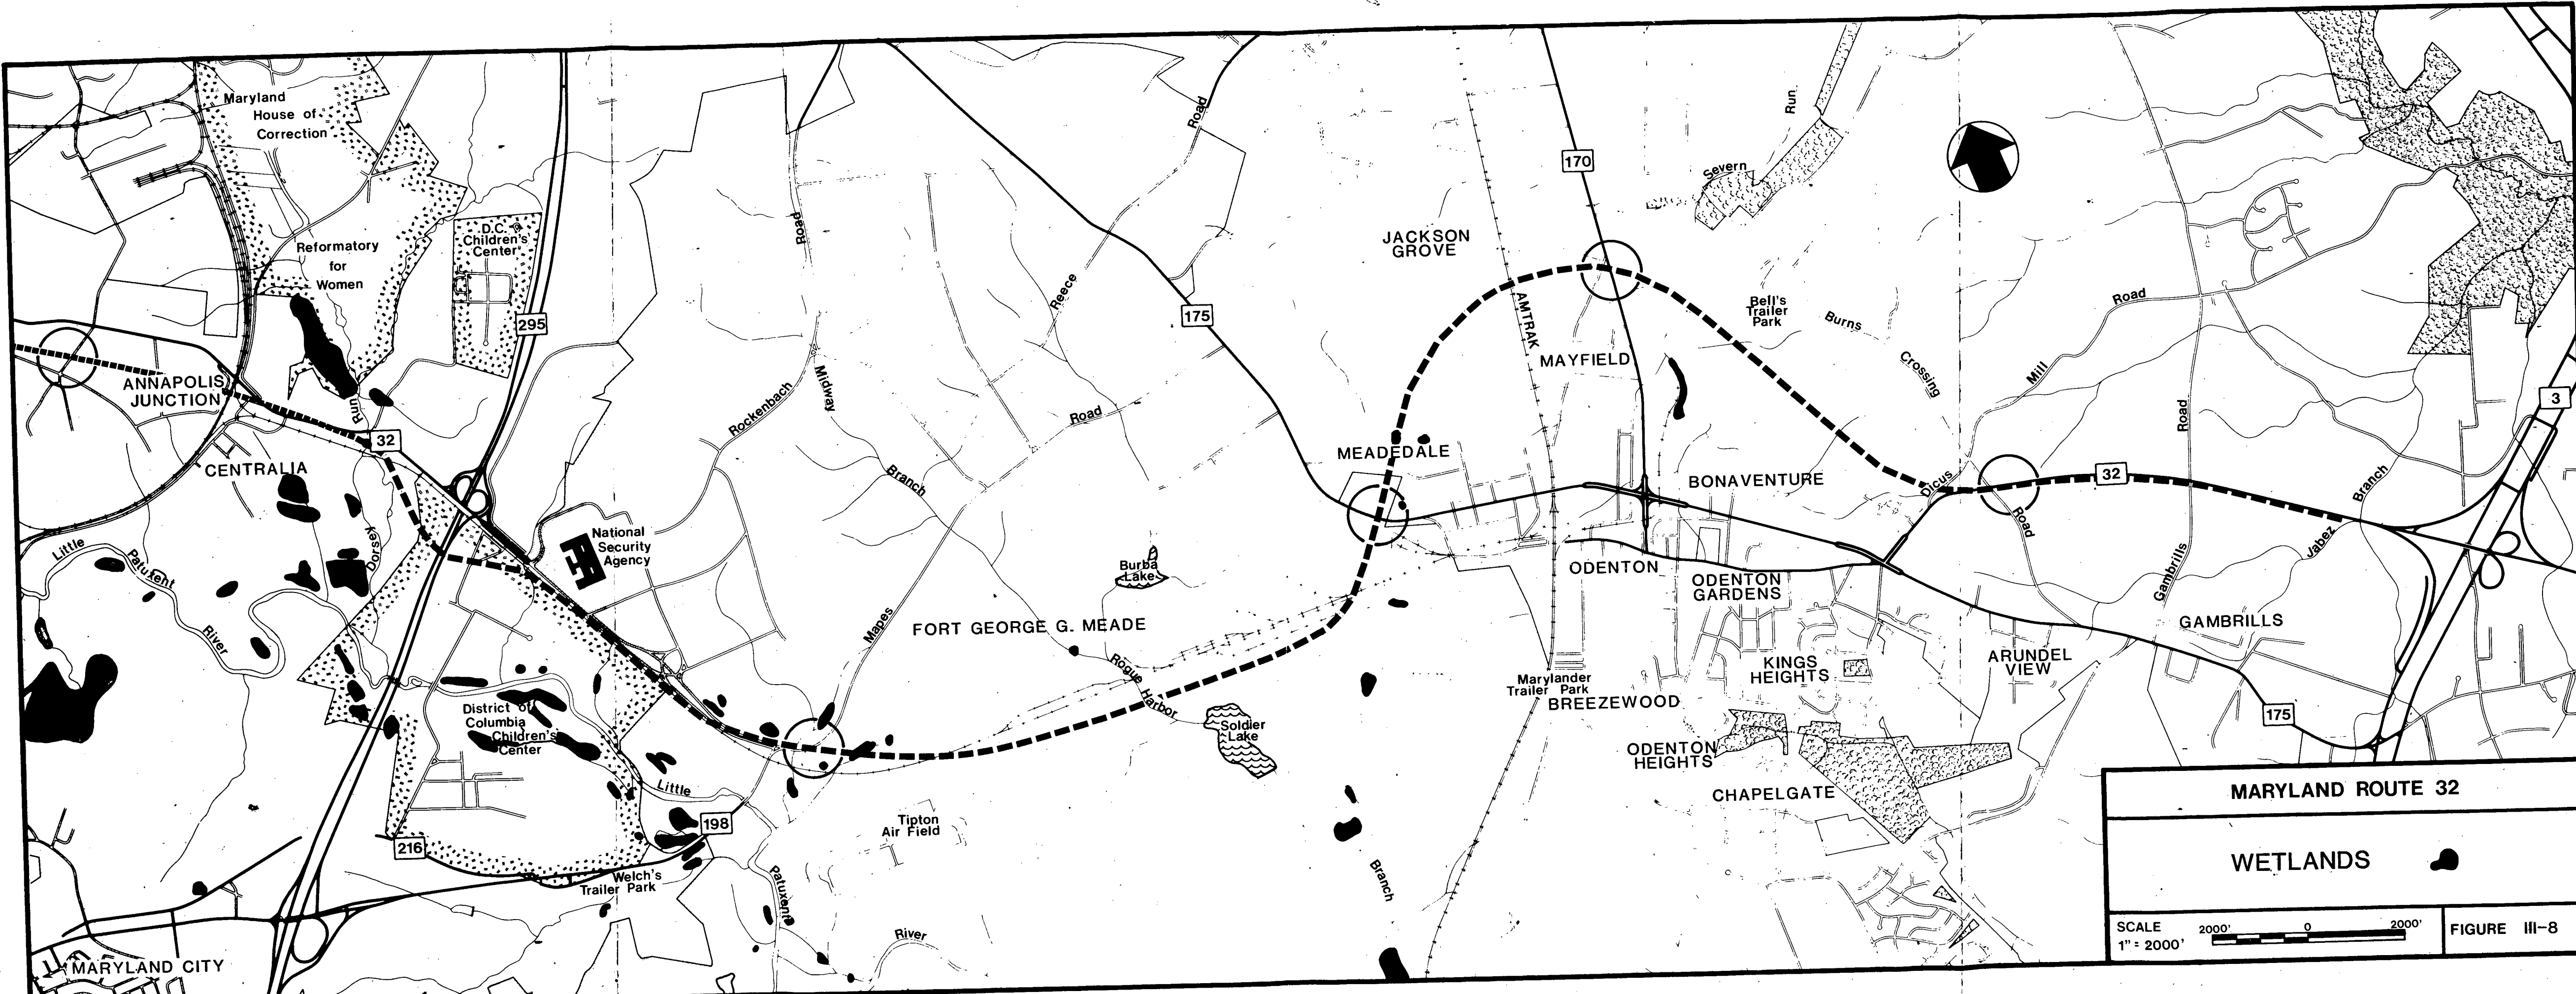 Maryland
House of
Correction
Reformatory
for
Women
D.C.
Children's
Center
295
ANNAPOLIS
JUNCTION
Run
32
CENTRALIA
Dorsey
Little
Patuxent
River
National
Security
Agency
District of
Columbia
Children's
Center
Little
198
216
Welch's
Trailer Park
Patuxent
River
MARYLAND CITY
Road
Rockenbach
Midway
Branch
Mapes
Reece
Road
Road
175
Burba
Lake
FORT GEORGE G. MEADE
Rogue
Harbor
Soldier
Lake
Tipton
Air Field
Branch
JACKSON
GROVE
AMTRAK
170
MAYFIELD
MEADEDALE
BONAVENTURE
ODENTON
ODENTON
GARDENS
KINGS
HEIGHTS
Marylander
Trailer Park
BREEZEWOOD
ODENTON
HEIGHTS
CHAPELGATE
Severn
Run
Bell's
Trailer
Park
Burns
Crossing
Dicus
Mill
Road
Road
32
Gambrills
Road
Jabez
Branch
3
ARUNDEL
VIEW
GAMBRILLS
175
MARYLAND ROUTE 32
WETLANDS
SCALE
1" = 2000'
2000'
0
2000'
FIGURE III-8